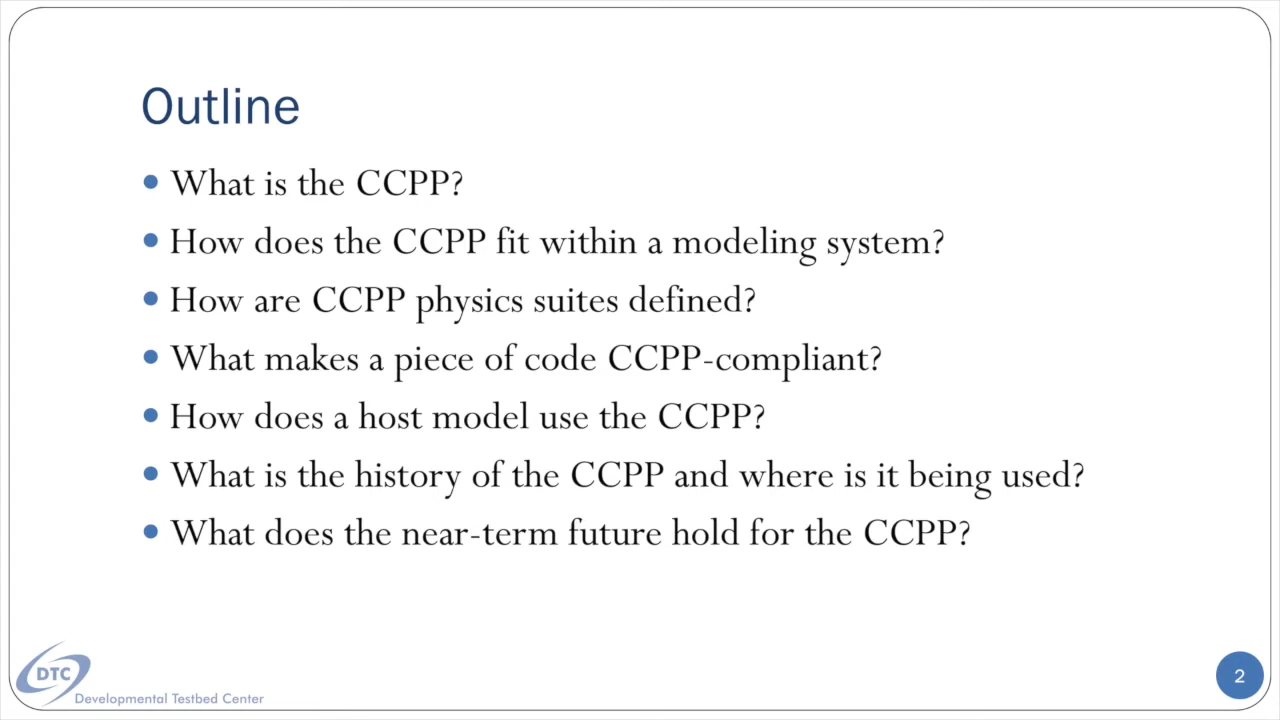 Outline
What is the CCPP?
How does the CCPP fit within a modeling system?
How are CCPP physics suites defined?
What makes a piece of code CCPP-compliant?
How does a host model use the CCPP?
What is the history of the CCPP and where is it being used?
What does the near-term future hold for the CCPP?
DTC
Developmental Testbed Center
2